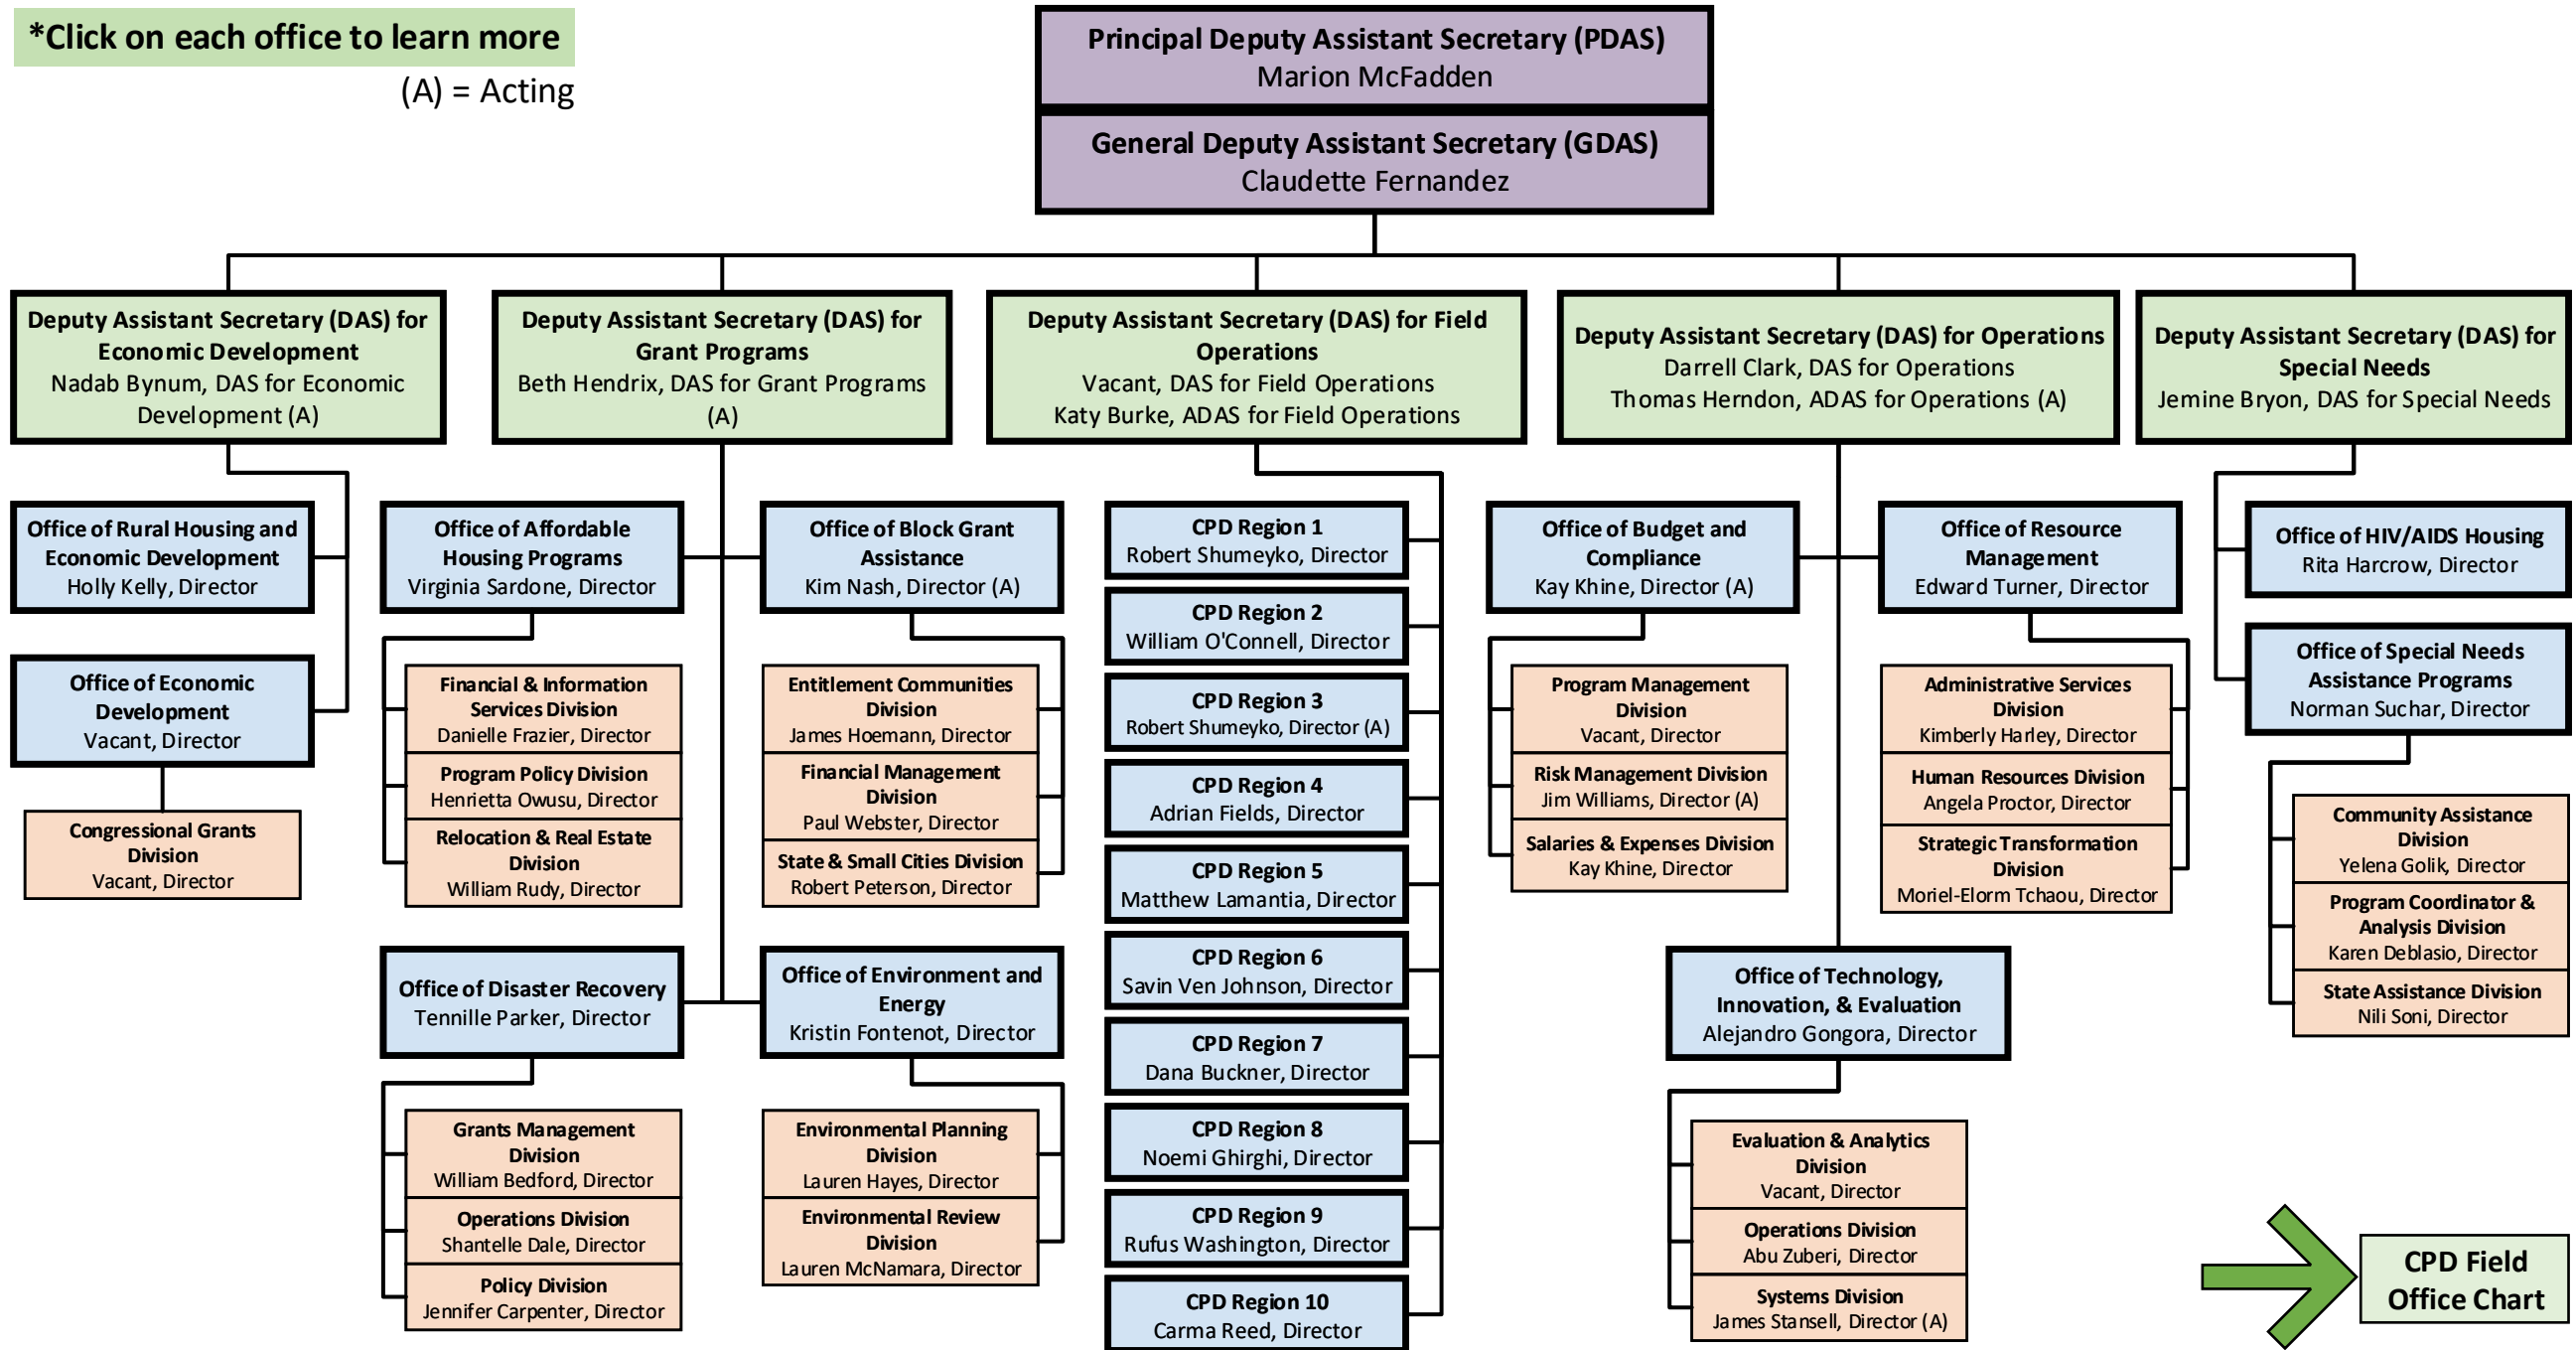 *Click on each office to learn more
(A) = Acting
Principal Deputy Assistant Secretary (PDAS)
Marion McFadden
General Deputy Assistant Secretary (GDAS)
Claudette Fernandez
Deputy Assistant Secretary (DAS) for
Economic Development
Nadab Bynum, DAS for Economic
Development (A)
Deputy Assistant Secretary (DAS) for
Grant Programs
Beth Hendrix, DAS for Grant Programs
(A)
Deputy Assistant Secretary (DAS) for Field
Operations
Vacant, DAS for Field Operations
Katy Burke, ADAS for Field Operations
Deputy Assistant Secretary (DAS) for Operations
Darrell Clark, DAS for Operations
Thomas Herndon, ADAS for Operations (A)
Deputy Assistant Secretary (DAS) for
Special Needs
Jemine Bryon, DAS for Special Needs
Office of Rural Housing and
Economic Development
Holly Kelly, Director
Office of Economic
Development
Vacant, Director
Congressional Grants
Division
Vacant, Director
Office of Affordable
Housing Programs
Virginia Sardone, Director
Financial & Information
Services Division
Danielle Frazier, Director
Program Policy Division
Henrietta Owusu, Director
Relocation & Real Estate
Division
William Rudy, Director
Office of Block Grant
Assistance
Kim Nash, Director (A)
Entitlement Communities
Division
James Hoemann, Director
Financial Management
Division
Paul Webster, Director
State & Small Cities Division
Robert Peterson, Director
Office of Disaster Recovery
Tennille Parker, Director
Grants Management
Division
William Bedford, Director
Operations Division
Shantelle Dale, Director
Policy Division
Jennifer Carpenter, Director
Office of Environment and
Energy
Kristin Fontenot, Director
Environmental Planning
Division
Lauren Hayes, Director
Environmental Review
Division
Lauren McNamara, Director
CPD Region 1
Robert Shumeyko, Director
CPD Region 2
William O'Connell, Director
CPD Region 3
Robert Shumeyko, Director (A)
CPD Region 4
Adrian Fields, Director
CPD Region 5
Matthew Lamantia, Director
CPD Region 6
Savin Ven Johnson, Director
CPD Region 7
Dana Buckner, Director
CPD Region 8
Noemi Ghirghi, Director
CPD Region 9
Rufus Washington, Director
CPD Region 10
Carma Reed, Director
Office of Budget and
Compliance
Kay Khine, Director (A)
Program Management
Division
Vacant, Director
Risk Management Division
Jim Williams, Director (A)
Salaries & Expenses Division
Kay Khine, Director
Office of Resource
Management
Edward Turner, Director
Administrative Services
Division
Kimberly Harley, Director
Human Resources Division
Angela Proctor, Director
Strategic Transformation
Division
Moriel-Elorm Tchaou, Director
Office of Technology,
Innovation, & Evaluation
Alejandro Gongora, Director
Evaluation & Analytics
Division
Vacant, Director
Operations Division
Abu Zuberi, Director
Systems Division
James Stansell, Director (A)
Office of HIV/AIDS Housing
Rita Harcrow, Director
Office of Special Needs
Assistance Programs
Norman Suchar, Director
Community Assistance
Division
Yelena Golik, Director
Program Coordinator &
Analysis Division
Karen Deblasio, Director
State Assistance Division
Nili Soni, Director
CPD Field
Office Chart